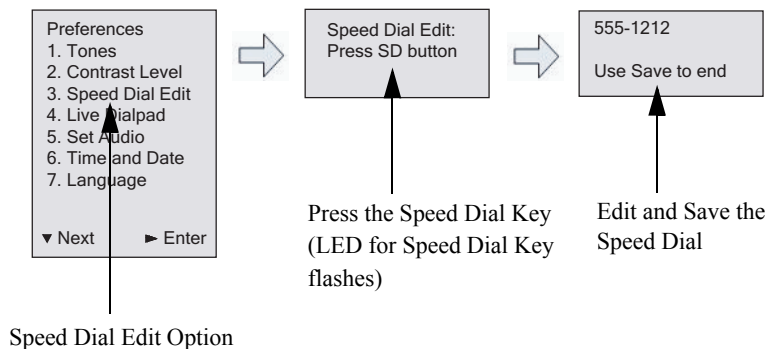 Preferences
1. Tones
2. Contrast Level
3. Speed Dial Edit
4. Live Dialpad
5. Set Audio
6. Time and Date
7. Language
▼ Next ► Enter
Speed Dial Edit:
Press SD button
555-1212
Use Save to end
Press the Speed Dial Key
(LED for Speed Dial Key
flashes)
Edit and Save the
Speed Dial
Speed Dial Edit Option